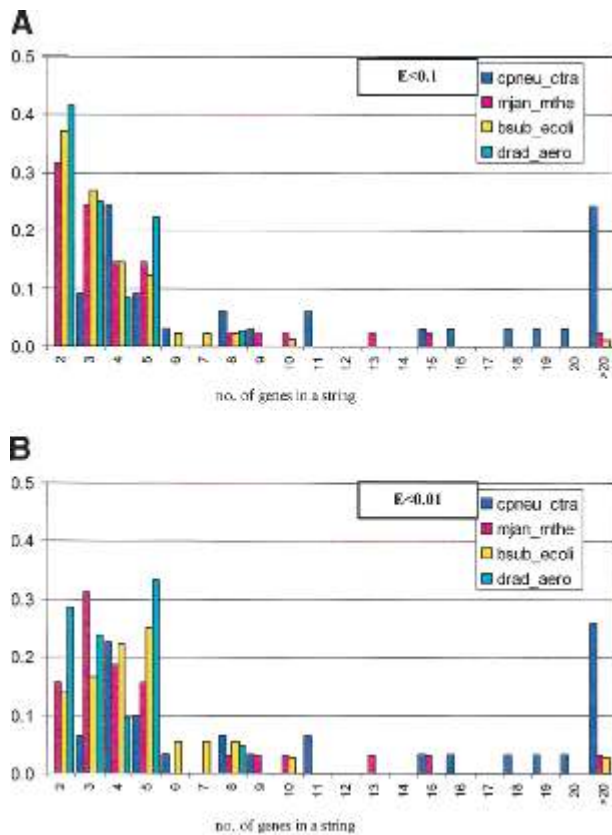 A
0.5
0.4
0.3
0.2
0.1
0.0
E<0.1
cpneu_ctra
mjan_mthe
bsub_ecoli
drad_aero
2 3 4 5 6 7 8 9 10 11 12 13 14 15 16 17 18 19 20 >20
no. of genes in a string
B
0.5
0.4
0.3
0.2
0.1
0.0
E<0.01
cpneu_ctra
mjan_mthe
bsub_ecoli
drad_aero
2 3 4 5 6 7 8 9 10 11 12 13 14 15 16 17 18 19 20 >20
no. of genes in a string